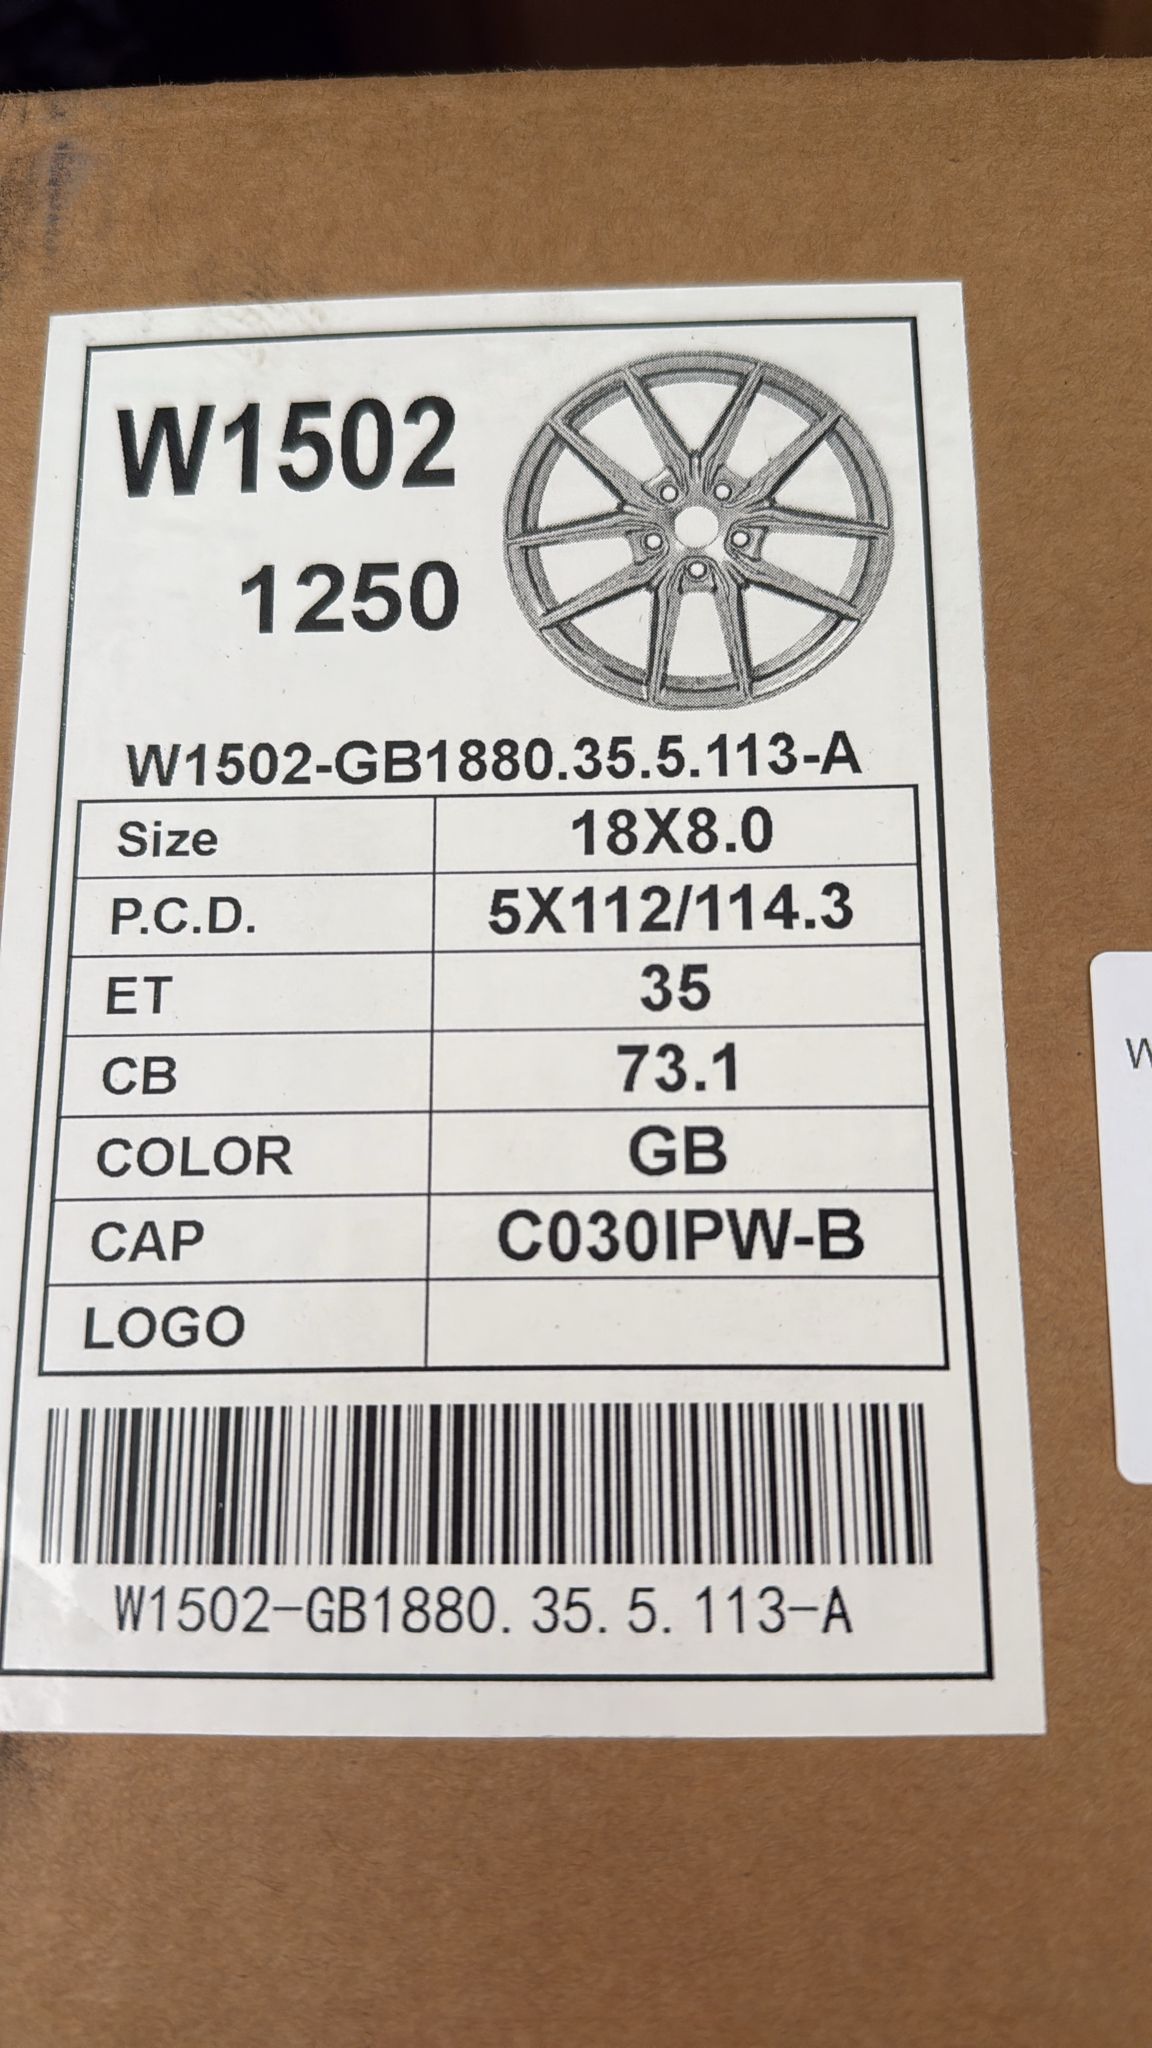 W1502
1250
W1502-GB1880.35.5.113-A
Size 18X8.0
P.C.D. 5X112/114.3
ET 35
CB 73.1
COLOR GB
CAP C030IPW-B
LOGO
W1502-GB1880.35.5.113-A